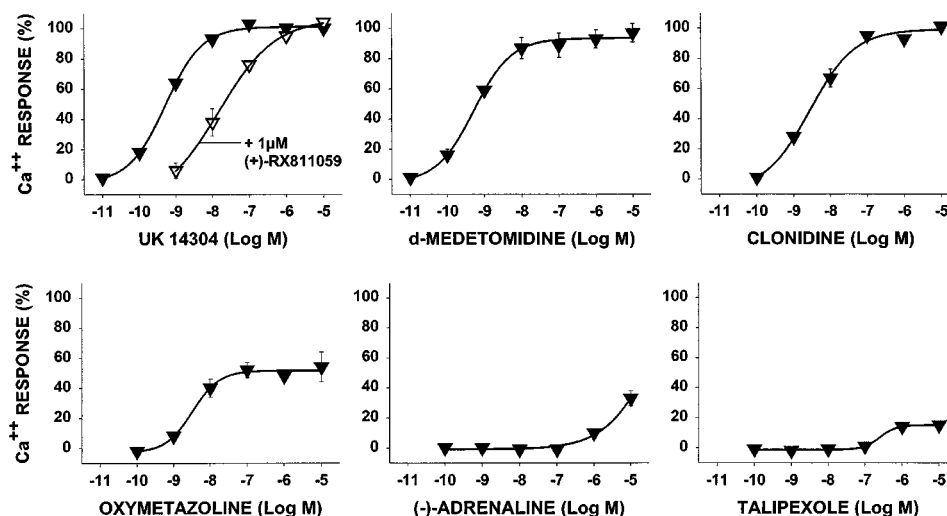 Ca++ RESPONSE (%)
100
80
60
40
20
0
+ 1µM
(+)-RX811059
-11 -10 -9 -8 -7 -6 -5
UK 14304 (Log M)
100
80
60
40
20
0
-11 -10 -9 -8 -7 -6 -5
d-MEDETOMIDINE (Log M)
100
80
60
40
20
0
-11 -10 -9 -8 -7 -6 -5
CLONIDINE (Log M)
Ca++ RESPONSE (%)
100
80
60
40
20
0
-11 -10 -9 -8 -7 -6 -5
OXYMETAZOLINE (Log M)
100
80
60
40
20
0
-11 -10 -9 -8 -7 -6 -5
(-)-ADRENALINE (Log M)
100
80
60
40
20
0
-11 -10 -9 -8 -7 -6 -5
TALIPEXOLE (Log M)